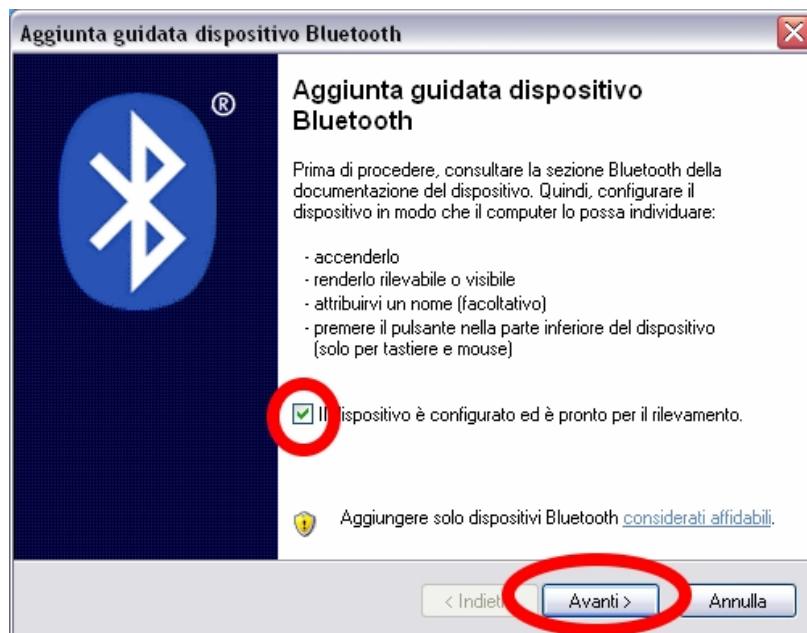 Aggiunta guidata dispositivo Bluetooth
®
Aggiunta guidata dispositivo
Bluetooth
Prima di procedere, consultare la sezione Bluetooth della
documentazione del dispositivo. Quindi, configurare il
dispositivo in modo che il computer lo possa individuare:
- accenderlo
- renderlo rilevabile o visibile
- attribuirvi un nome (facoltativo)
- premere il pulsante nella parte inferiore del dispositivo
(solo per tastiere e mouse)
Il dispositivo è configurato ed è pronto per il rilevamento.
Aggiungere solo dispositivi Bluetooth considerati affidabili.
< Indiet Avanti > Annulla